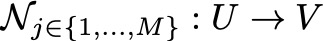 𝒩_{j∈{1,...,M}} : U → V